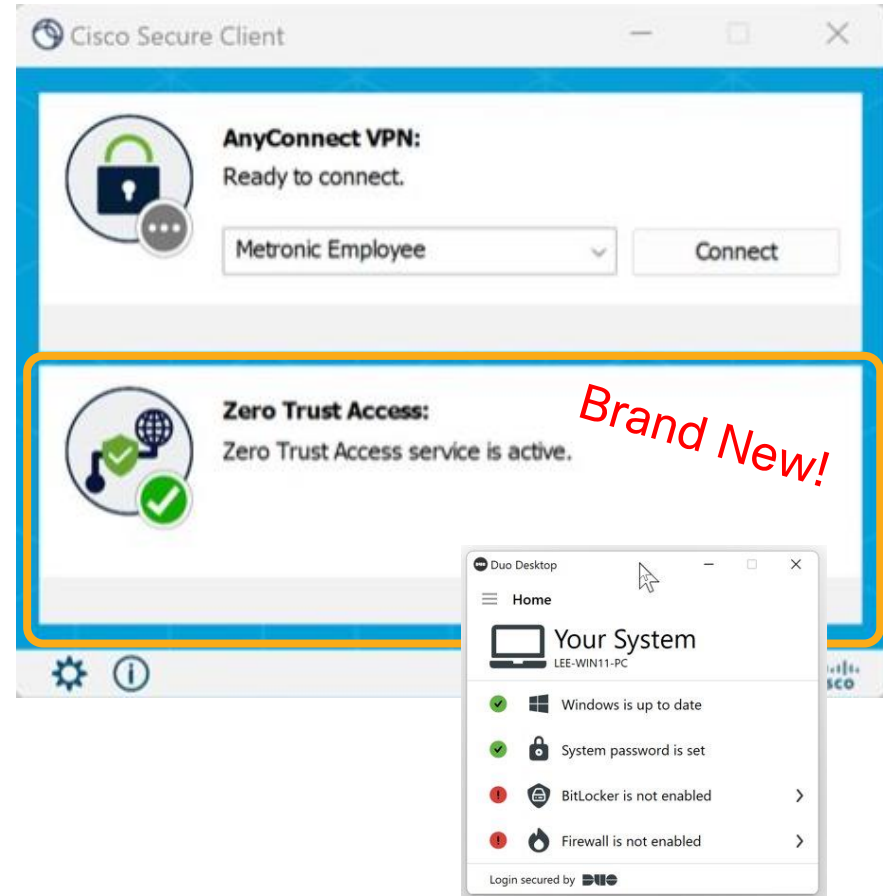 Cisco Secure Client
AnyConnect VPN:
Ready to connect.
Metronic Employee
Connect
Zero Trust Access:
Zero Trust Access service is active.
Brand New!
Duo Desktop
Home
Your System
LEE-WIN11-PC
Windows is up to date
System password is set
BitLocker is not enabled
Firewall is not enabled
Login secured by DUO